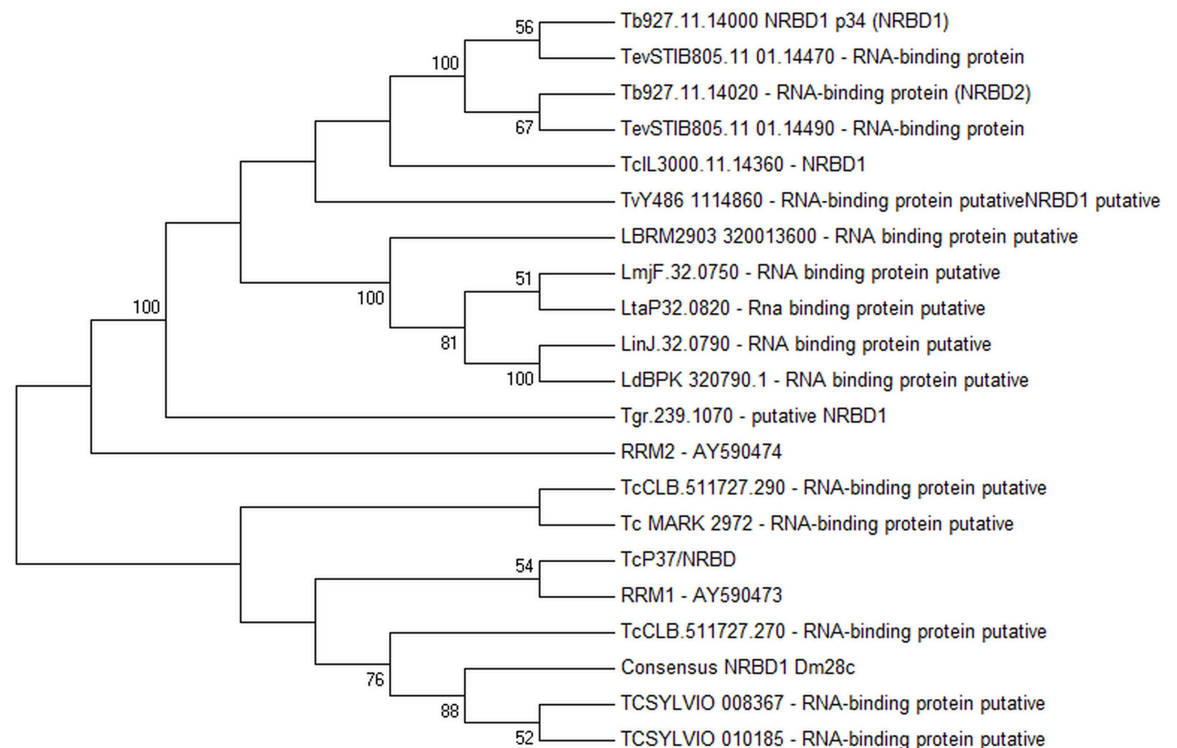 56
Tb927.11.14000 NRBD1 p34 (NRBD1)
TevSTIB805.11 01.14470 - RNA-binding protein
100
Tb927.11.14020 - RNA-binding protein (NRBD2)
67
TevSTIB805.11 01.14490 - RNA-binding protein
TcIL3000.11.14360 - NRBD1
TvY486 1114860 - RNA-binding protein putativeNRBD1 putative
LBRM2903 320013600 - RNA binding protein putative
51
LmjF.32.0750 - RNA binding protein putative
100
100
LtaP32.0820 - Rna binding protein putative
81
LinJ.32.0790 - RNA binding protein putative
100
LdBPK 320790.1 - RNA binding protein putative
Tgr.239.1070 - putative NRBD1
RRM2 - AY590474
TcCLB.511727.290 - RNA-binding protein putative
Tc MARK 2972 - RNA-binding protein putative
54
TcP37/NRBD
RRM1 - AY590473
TcCLB.511727.270 - RNA-binding protein putative
76
Consensus NRBD1 Dm28c
88
TCSYLVIO 008367 - RNA-binding protein putative
52
TCSYLVIO 010185 - RNA-binding protein putative